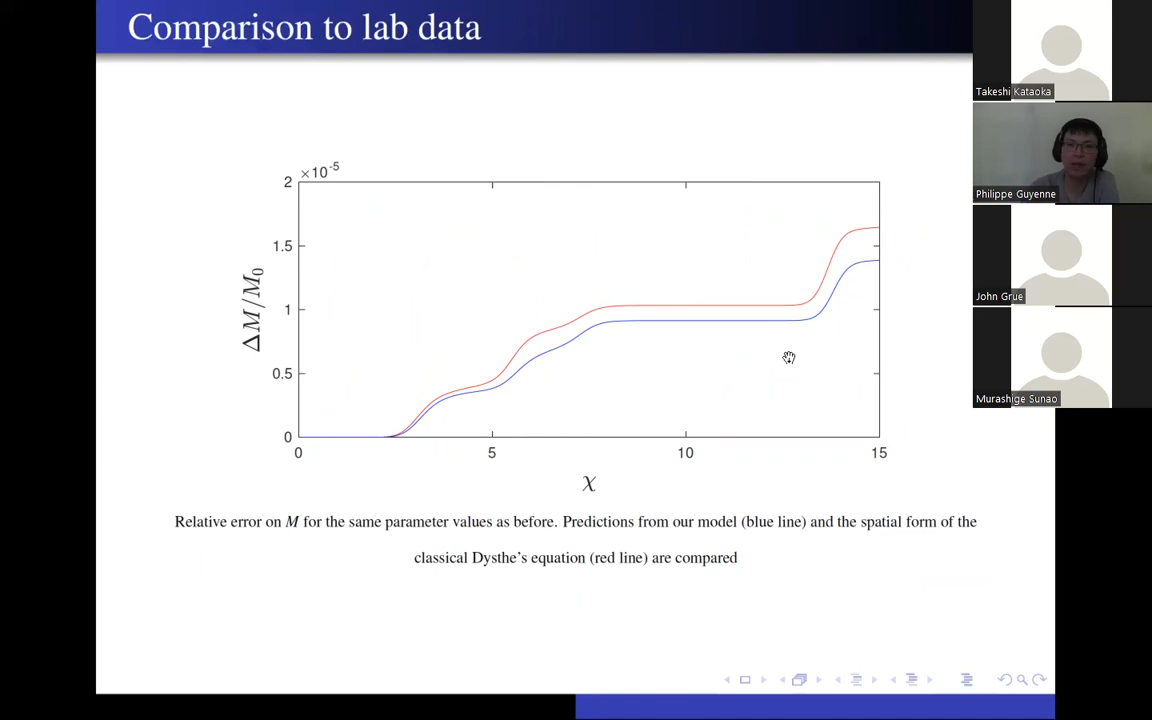 Comparison to lab data
×10⁻⁵
2
1.5
1
0.5
0
ΔM/M₀
0
5
10
15
χ
Relative error on M for the same parameter values as before. Predictions from our model (blue line) and the spatial form of the
classical Dysthe's equation (red line) are compared
Takeshi Kataoka
Philippe Guyenne
John Grue
Murashige Sunao